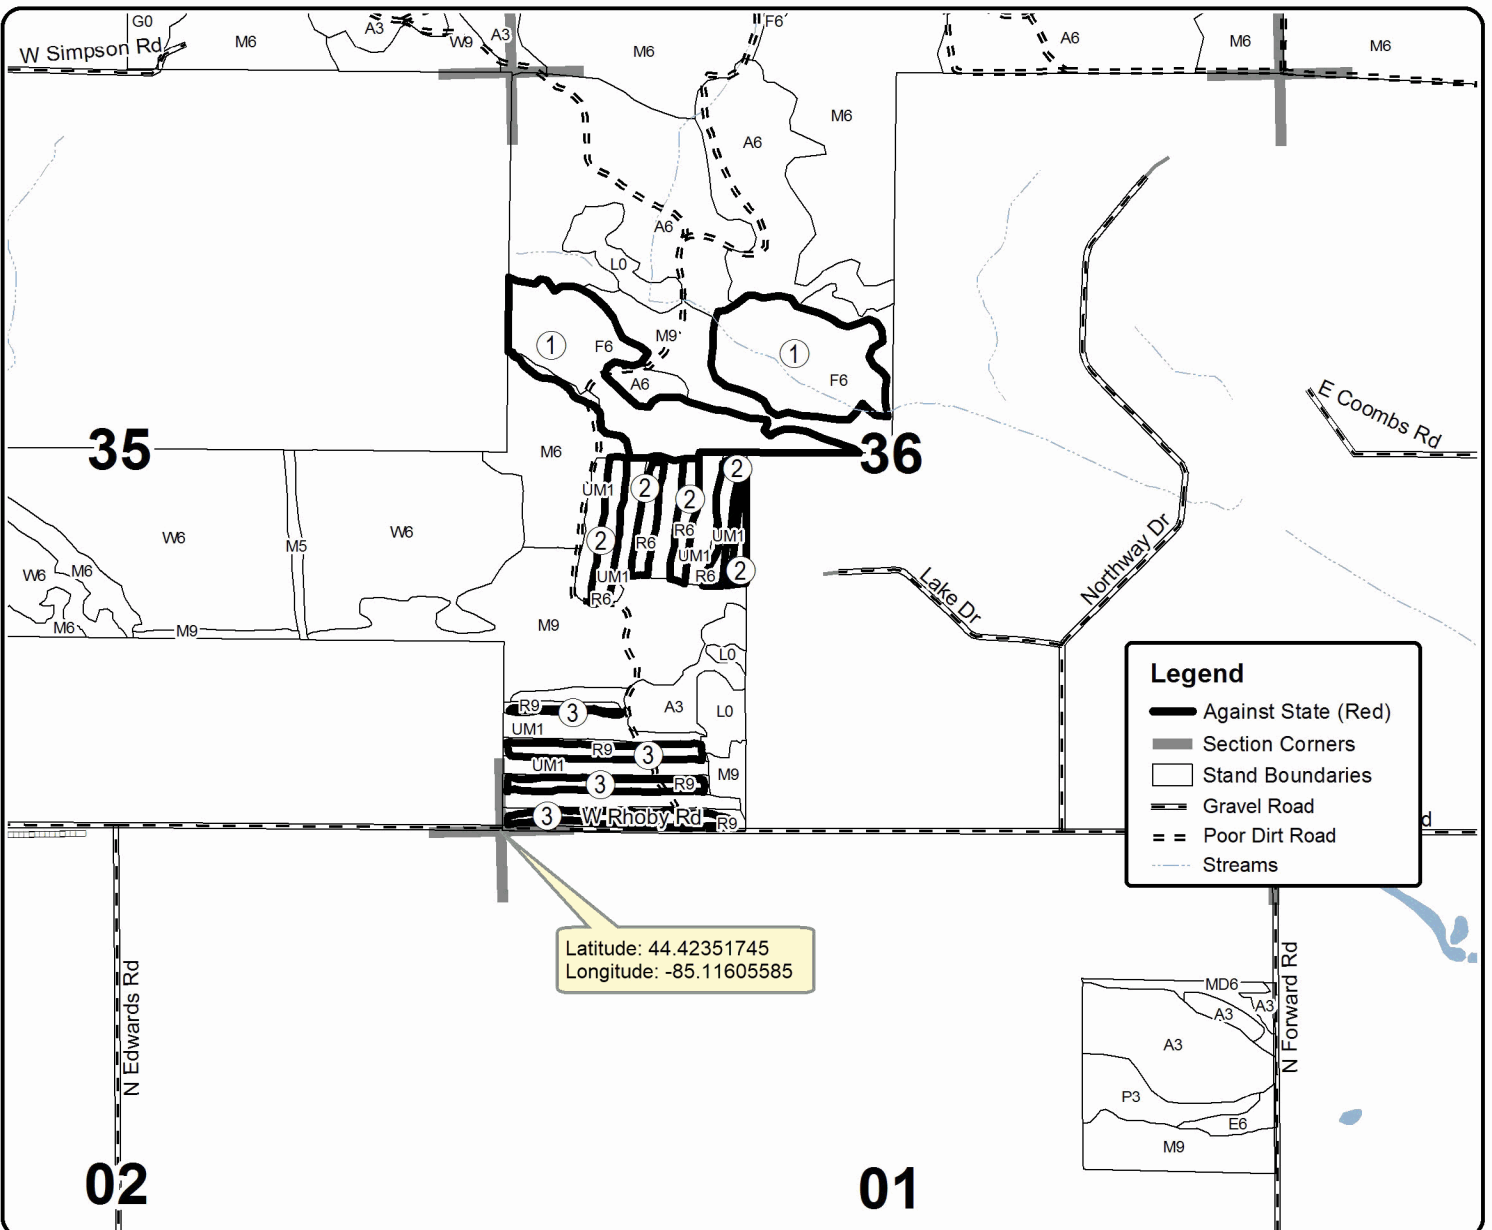 G0
A3
W9
A3
F6
W Simpson Rd
M6
M6
A6
M6
M6
M6
A6
A6
L0
M9
1
F6
1
F6
A6
E Coombs Rd
35
36
M6
2
UM1
2
2
W6
W6
M5
R6
UM1
2
R6
UM1
W6
M6
UM1
R6
2
R6
M6
M9
M9
L0
Lake Dr
Northway Dr
R9
3
A3
L0
UM1
R9
3
UM1
M9
3
R9
3
W Rhoby Rd
R9
d
Legend
Against State (Red)
Section Corners
Stand Boundaries
Gravel Road
Poor Dirt Road
Streams
Latitude: 44.42351745
Longitude: -85.11605585
N Edwards Rd
N Forward Rd
MD6
A3
A3
A3
P3
E6
M9
02
01